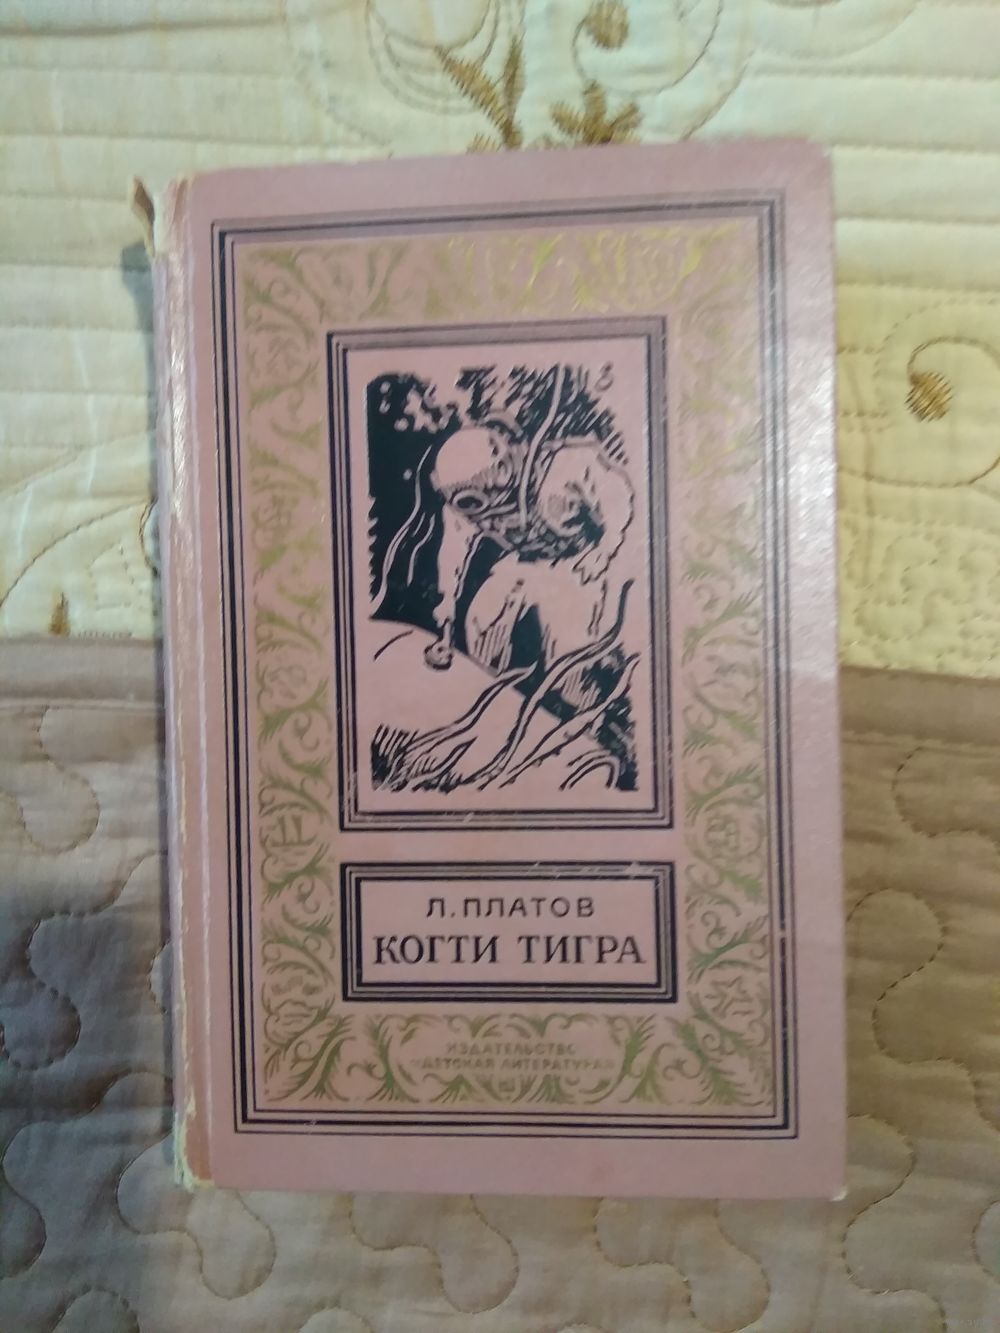 Л. ПЛАТОВ
КОГТИ ТИГРА
ИЗДАТЕЛЬСТВО
"ДЕТСКАЯ ЛИТЕРАТУРА"